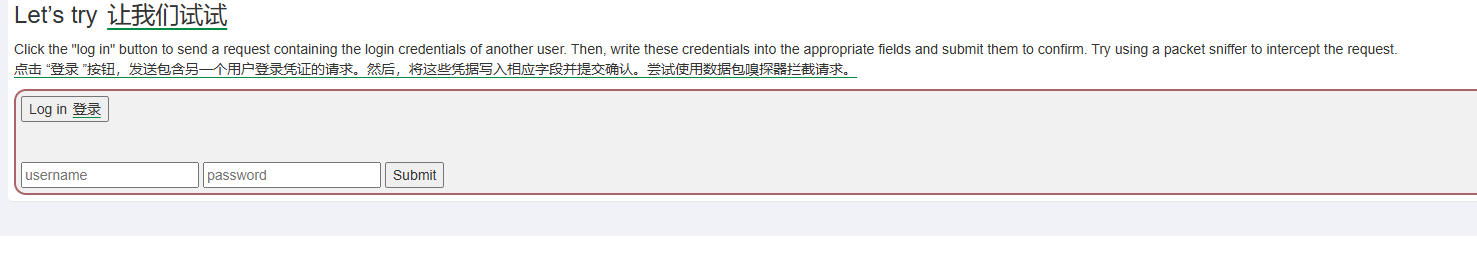 Let’s try 让我们试试
Click the "log in" button to send a request containing the login credentials of another user. Then, write these credentials into the appropriate fields and submit them to confirm. Try using a packet sniffer to intercept the request.
点击 “登录 ”按钮，发送包含另一个用户登录凭证的请求。然后，将这些凭据写入相应字段并提交确认。尝试使用数据包嗅探器拦截请求。
Log in 登录
username password Submit